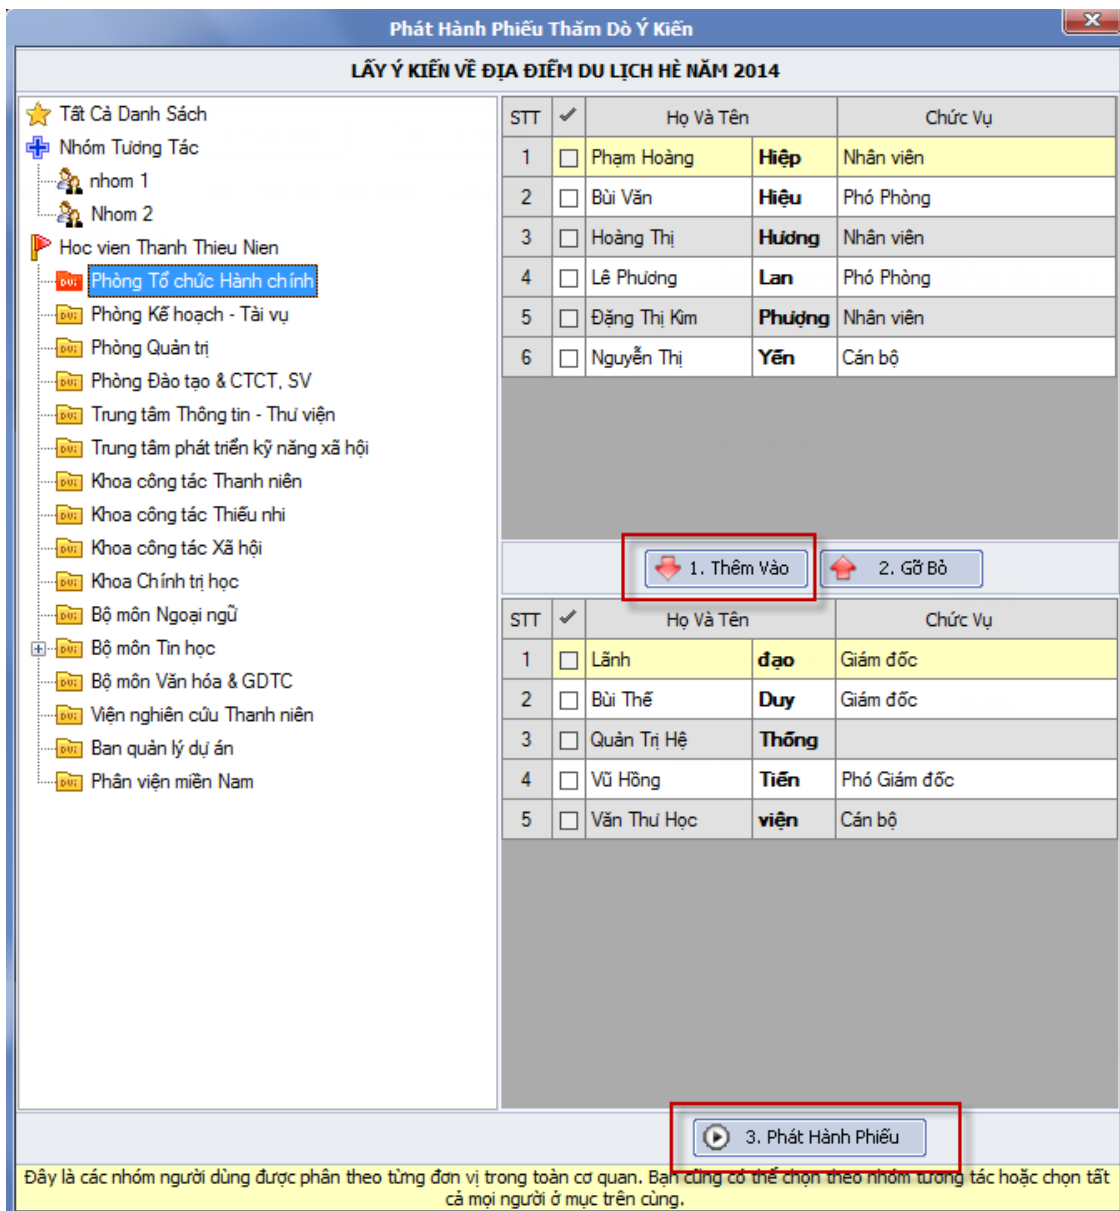 Phát Hành Phiếu Thăm Dò Ý Kiến
LẤY Ý KIẾN VỀ ĐỊA ĐIỂM DU LỊCH HÈ NĂM 2014
Tất Cả Danh Sách
Nhóm Tương Tác
nhom 1
Nhom 2
Hoc vien Thanh Thieu Nien
Phòng Tổ chức Hành chính
Phòng Kế hoạch - Tài vụ
Phòng Quản trị
Phòng Đào tạo & CTCT, SV
Trung tâm Thông tin - Thư viện
Trung tâm phát triển kỹ năng xã hội
Khoa công tác Thanh niên
Khoa công tác Thiếu nhi
Khoa công tác Xã hội
Khoa Chính trị học
Bộ môn Ngoại ngữ
Bộ môn Tin học
Bộ môn Văn hóa & GDTC
Viện nghiên cứu Thanh niên
Ban quản lý dự án
Phân viện miền Nam
STT Họ Và Tên Chức Vụ
1 Phạm Hoàng Hiệp Nhân viên
2 Bùi Văn Hiệu Phó Phòng
3 Hoàng Thị Hương Nhân viên
4 Lê Phương Lan Phó Phòng
5 Đặng Thị Kim Phượng Nhân viên
6 Nguyễn Thị Yến Cán bộ
1. Thêm Vào 2. Gỡ Bỏ
STT Họ Và Tên Chức Vụ
1 Lãnh đạo Giám đốc
2 Bùi Thế Duy Giám đốc
3 Quản Trị Hệ Thống
4 Vũ Hồng Tiến Phó Giám đốc
5 Văn Thư Học viện Cán bộ
3. Phát Hành Phiếu
Đây là các nhóm người dùng được phân theo từng đơn vị trong toàn cơ quan. Bạn cũng có thể chọn theo nhóm tương tác hoặc chọn tất
cả mọi người ở mục trên cùng.